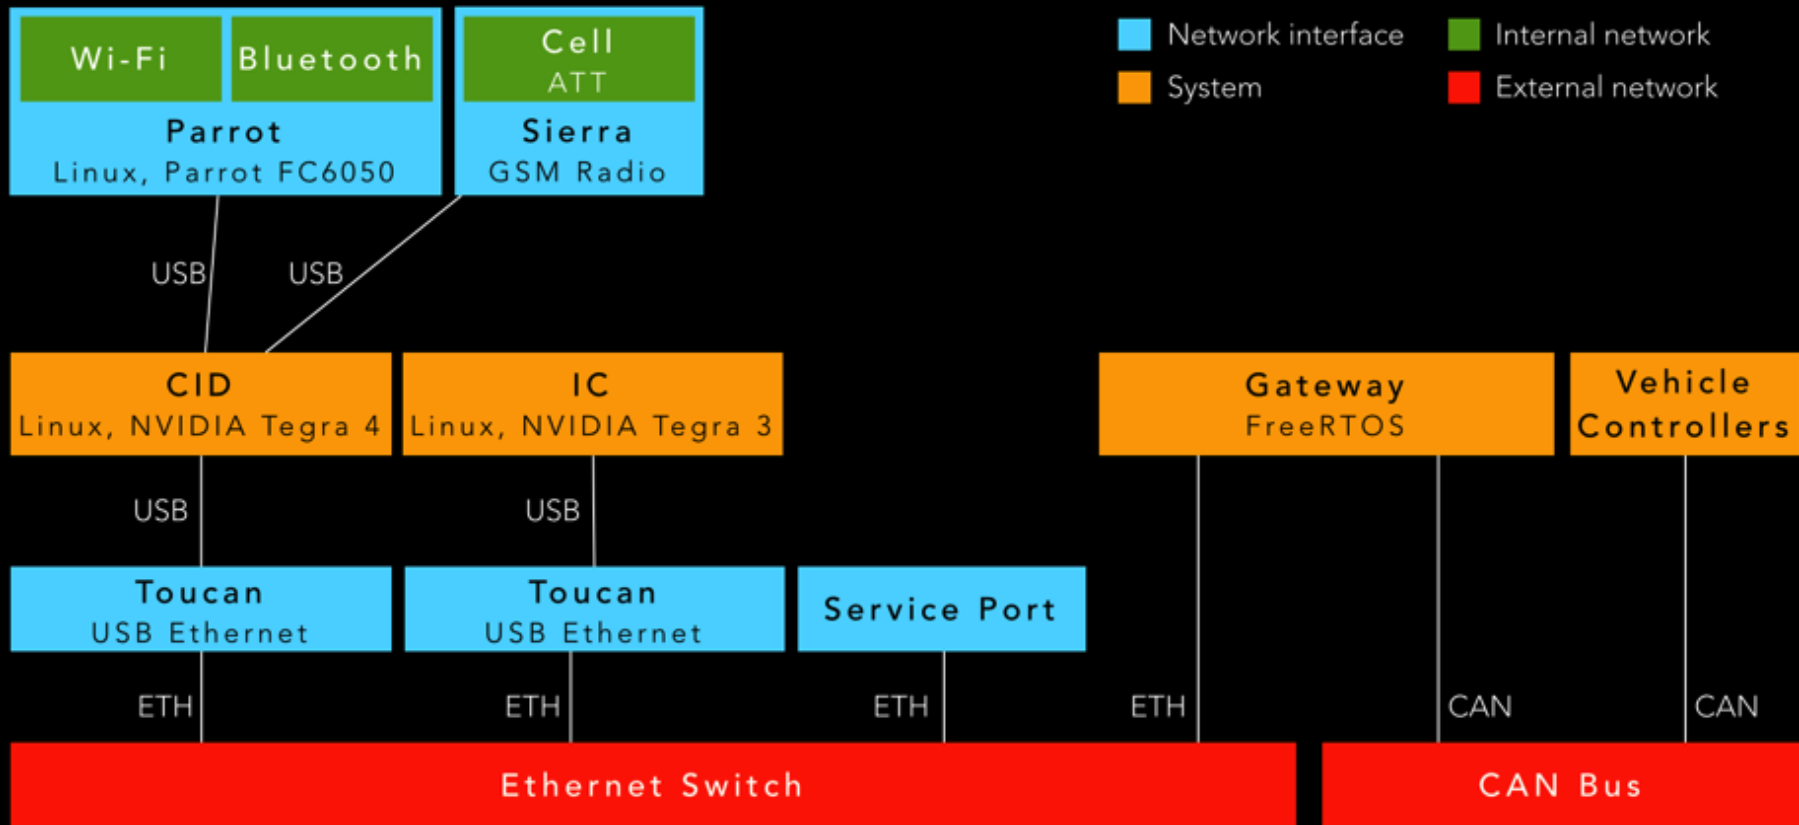 Wi-Fi
Bluetooth
Cell
ATT
Parrot
Linux, Parrot FC6050
Sierra
GSM Radio
Network interface
Internal network
System
External network
USB
USB
CID
Linux, NVIDIA Tegra 4
IC
Linux, NVIDIA Tegra 3
Gateway
FreeRTOS
Vehicle
Controllers
USB
USB
Toucan
USB Ethernet
Toucan
USB Ethernet
Service Port
ETH
ETH
ETH
ETH
CAN
CAN
Ethernet Switch
CAN Bus